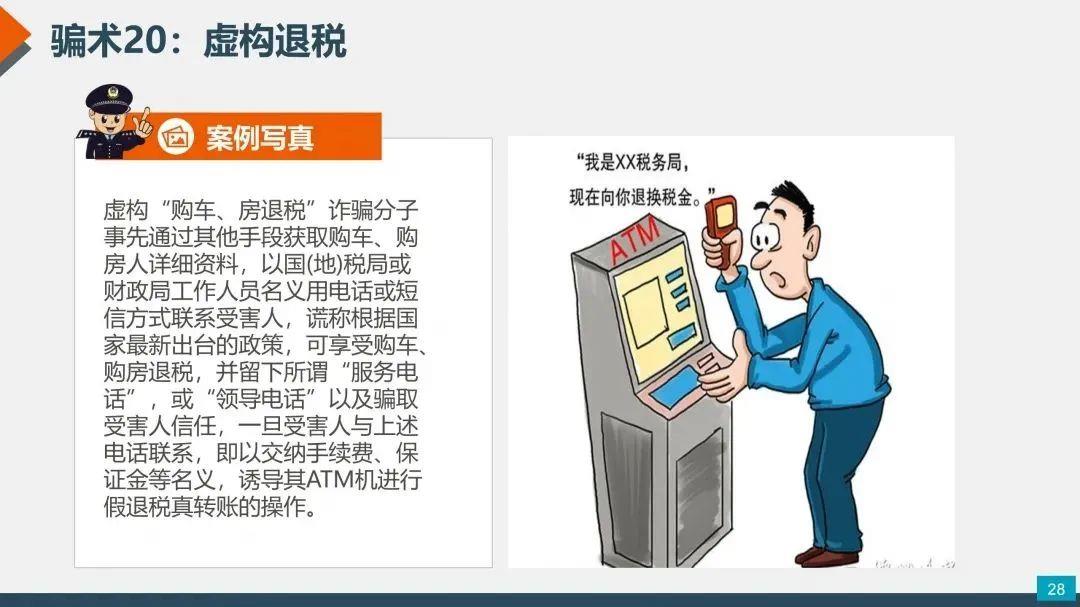 骗术20：虚构退税
案例写真
虚构“购车、房退税”诈骗分子
事先通过其他手段获取购车、购
房人详细资料，以国(地)税局或
财政局工作人员名义用电话或短
信方式联系受害人，谎称根据国
家最新出台的政策，可享受购车、
购房退税，并留下所谓“服务电
话”，或“领导电话”以及骗取
受害人信任，一旦受害人与上述
电话联系，即以交纳手续费、保
证金等名义，诱导其ATM机进行
假退税真转账的操作。
“我是XX税务局，
现在向你退换税金。”
ATM
28